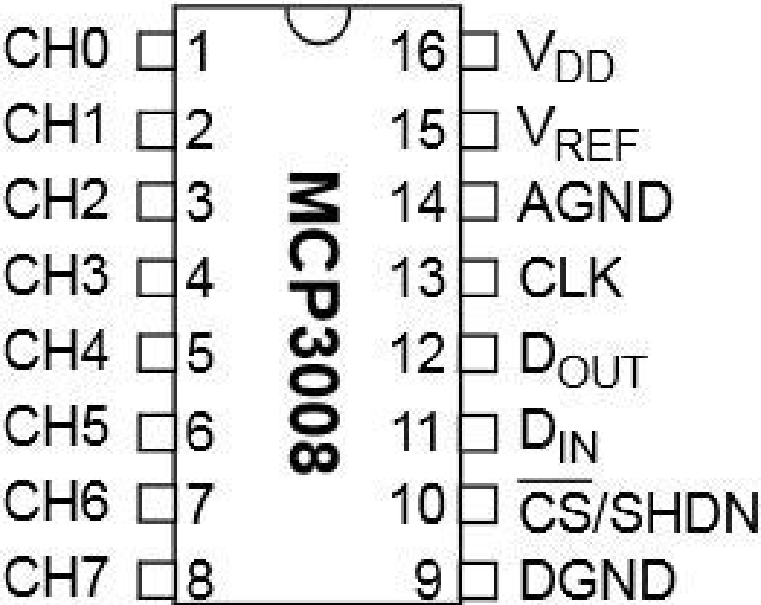 CH0 1 16 VDD
CH1 2 15 VREF
CH2 3 14 AGND
CH3 4 13 CLK
CH4 5 12 DOUT
CH5 6 11 DIN
CH6 7 10 C̅S̅/SHDN
CH7 8 9 DGND
MCP3008